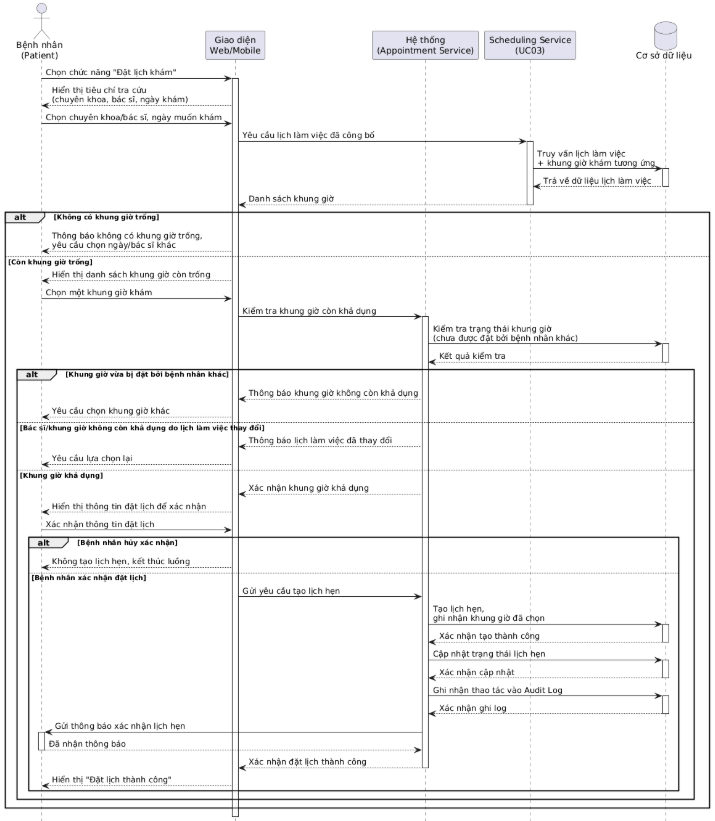 Bệnh nhân
(Patient)
Giao diện
Web/Mobile
Hệ thống
(Appointment Service)
Scheduling Service
(UC03)
Cơ sở dữ liệu
Chọn chức năng "Đặt lịch khám"
Hiển thị tiêu chí tra cứu
(chuyên khoa, bác sĩ, ngày khám)
Chọn chuyên khoa/bác sĩ, ngày muốn khám
Yêu cầu lịch làm việc đã công bố
Truy vấn lịch làm việc
+ khung giờ khám tương ứng
Trả về dữ liệu lịch làm việc
Danh sách khung giờ
alt [Không có khung giờ trống]
Thông báo không có khung giờ trống,
yêu cầu chọn ngày/bác sĩ khác
[Còn khung giờ trống]
Hiển thị danh sách khung giờ còn trống
Chọn một khung giờ khám
Kiểm tra khung giờ còn khả dụng
Kiểm tra trạng thái khung giờ
(chưa được đặt bởi bệnh nhân khác)
Kết quả kiểm tra
alt [Khung giờ vừa bị đặt bởi bệnh nhân khác]
Thông báo khung giờ không còn khả dụng
Yêu cầu chọn khung giờ khác
[Bác sĩ/khung giờ không còn khả dụng do lịch làm việc thay đổi]
Thông báo lịch làm việc đã thay đổi
Yêu cầu lựa chọn lại
[Khung giờ khả dụng]
Xác nhận khung giờ khả dụng
Hiển thị thông tin đặt lịch để xác nhận
Xác nhận thông tin đặt lịch
alt [Bệnh nhân hủy xác nhận]
Không tạo lịch hẹn, kết thúc luồng
[Bệnh nhân xác nhận đặt lịch]
Gửi yêu cầu tạo lịch hẹn
Tạo lịch hẹn,
ghi nhận khung giờ đã chọn
Xác nhận tạo thành công
Cập nhật trạng thái lịch hẹn
Xác nhận cập nhật
Ghi nhận thao tác vào Audit Log
Xác nhận ghi log
Gửi thông báo xác nhận lịch hẹn
Đã nhận thông báo
Xác nhận đặt lịch thành công
Hiển thị "Đặt lịch thành công"